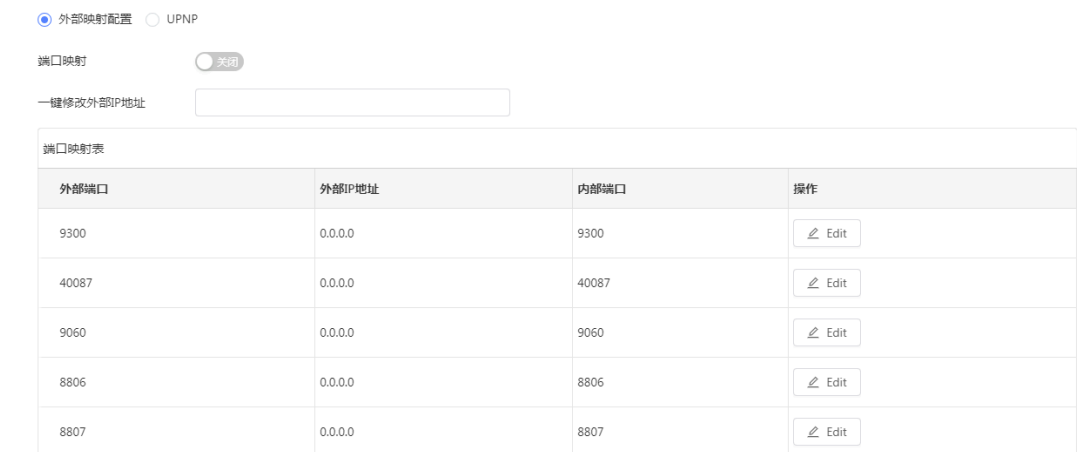 外部映射配置 UPNP
端口映射 关闭
一键修改外部IP地址
端口映射表
外部端口 外部IP地址 内部端口 操作
9300 0.0.0.0 9300 Edit
40087 0.0.0.0 40087 Edit
9060 0.0.0.0 9060 Edit
8806 0.0.0.0 8806 Edit
8807 0.0.0.0 8807 Edit